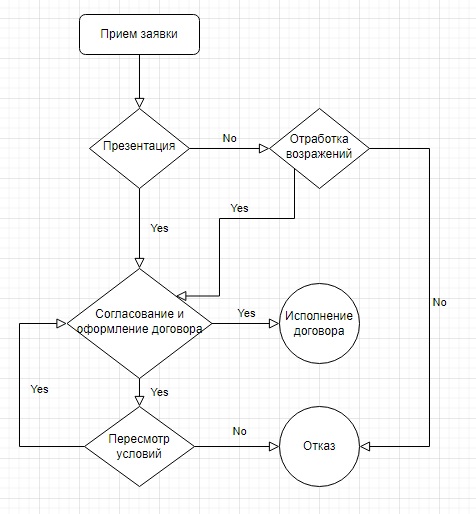 Прием заявки
Презентация
No
Отработка
возражений
Yes
Yes
No
Согласование и
оформление договора
Yes
Исполнение
договора
Yes
Yes
Пересмотр
условий
No
Отказ